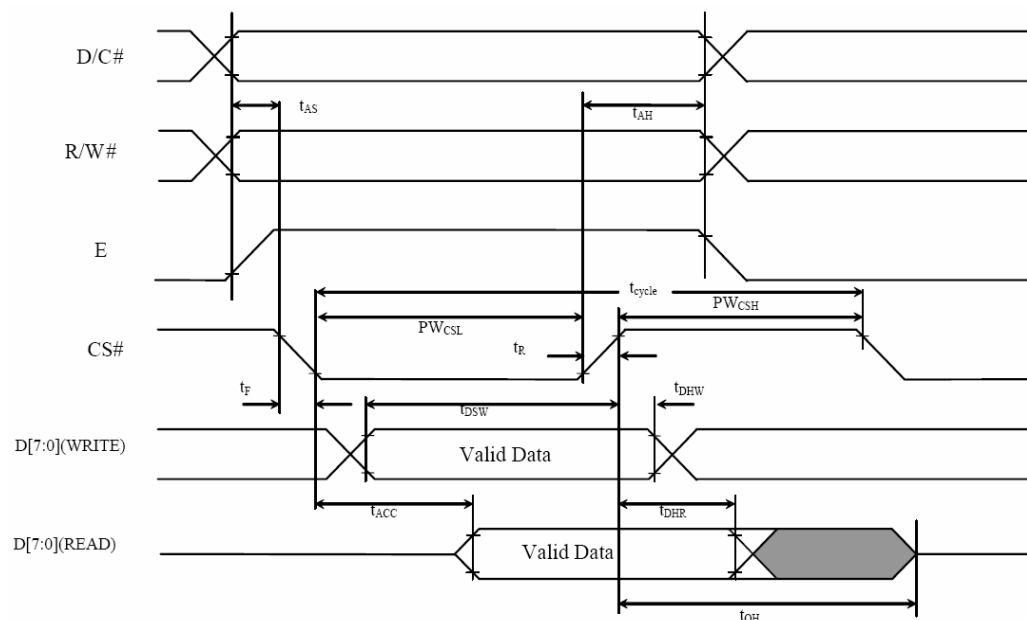 D/C#
tAS
tAH
R/W#
E
tcycle
PWCSL
PWCSH
CS#
tR
tF
tDSW
tDHW
D[7:0](WRITE)
Valid Data
tACC
tDHR
D[7:0](READ)
Valid Data
tOH